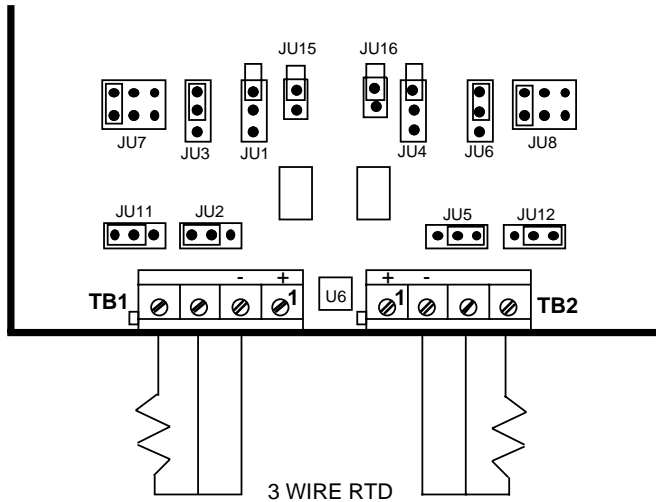 JU15 JU16
JU7 JU3 JU1 JU4 JU6 JU8
JU11 JU2 JU5 JU12
- + + -
TB1 1 U6 1 TB2
3 WIRE RTD